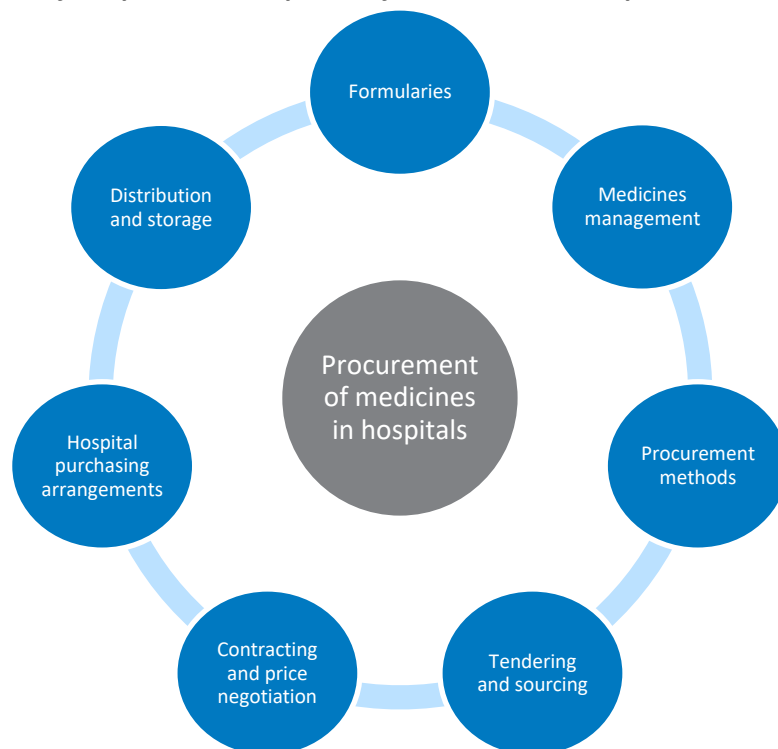 Formularies
Medicines
management
Procurement
methods
Tendering
and sourcing
Contracting
and price
negotiation
Hospital
purchasing
arrangements
Distribution
and storage
Procurement
of medicines
in hospitals